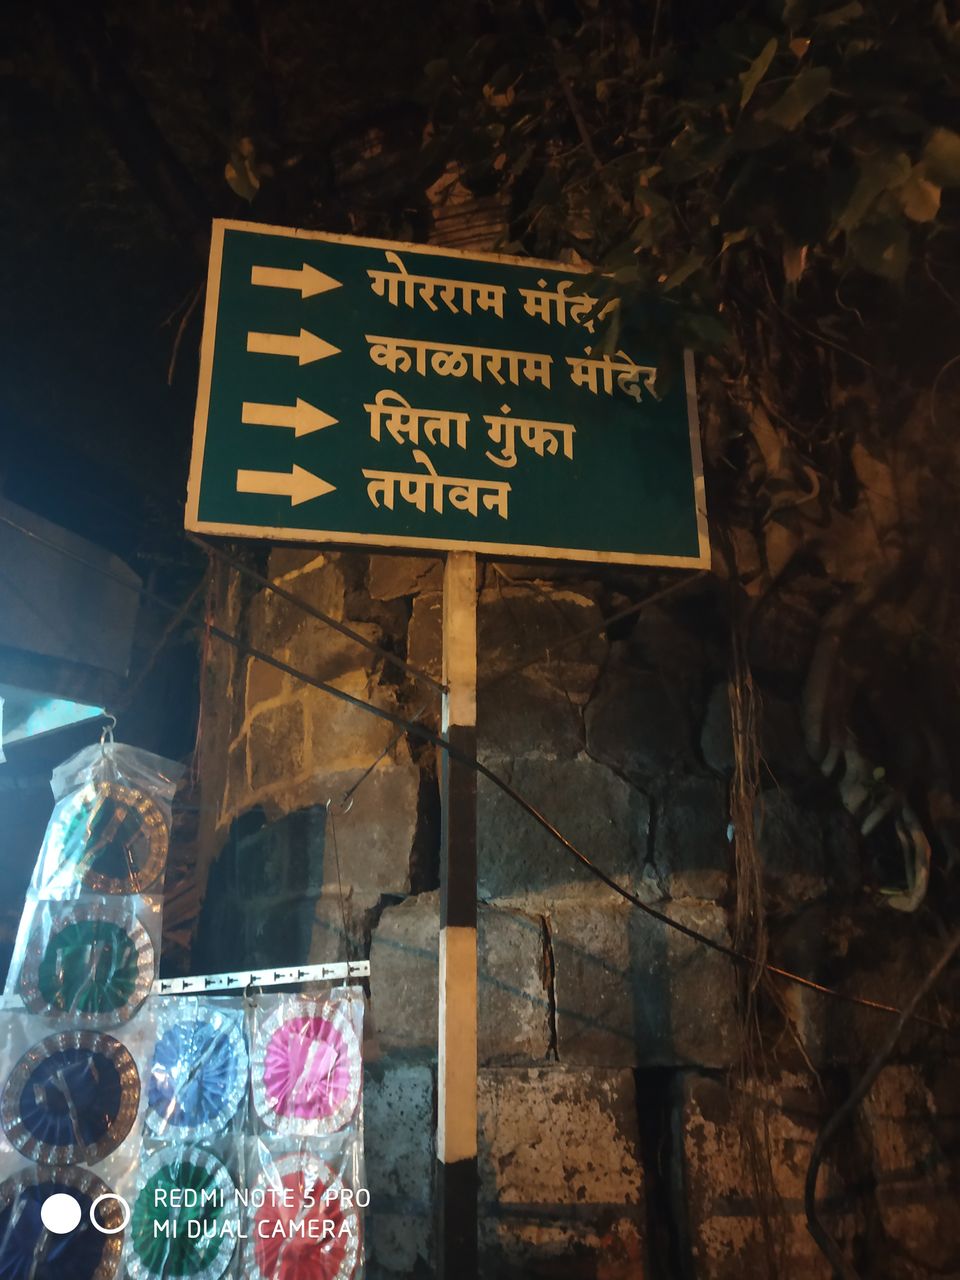 गोरराम मंदिर
काळाराम मंदिर
सिता गुंफा
तपोवन
REDMI NOTE 5 PRO
MI DUAL CAMERA